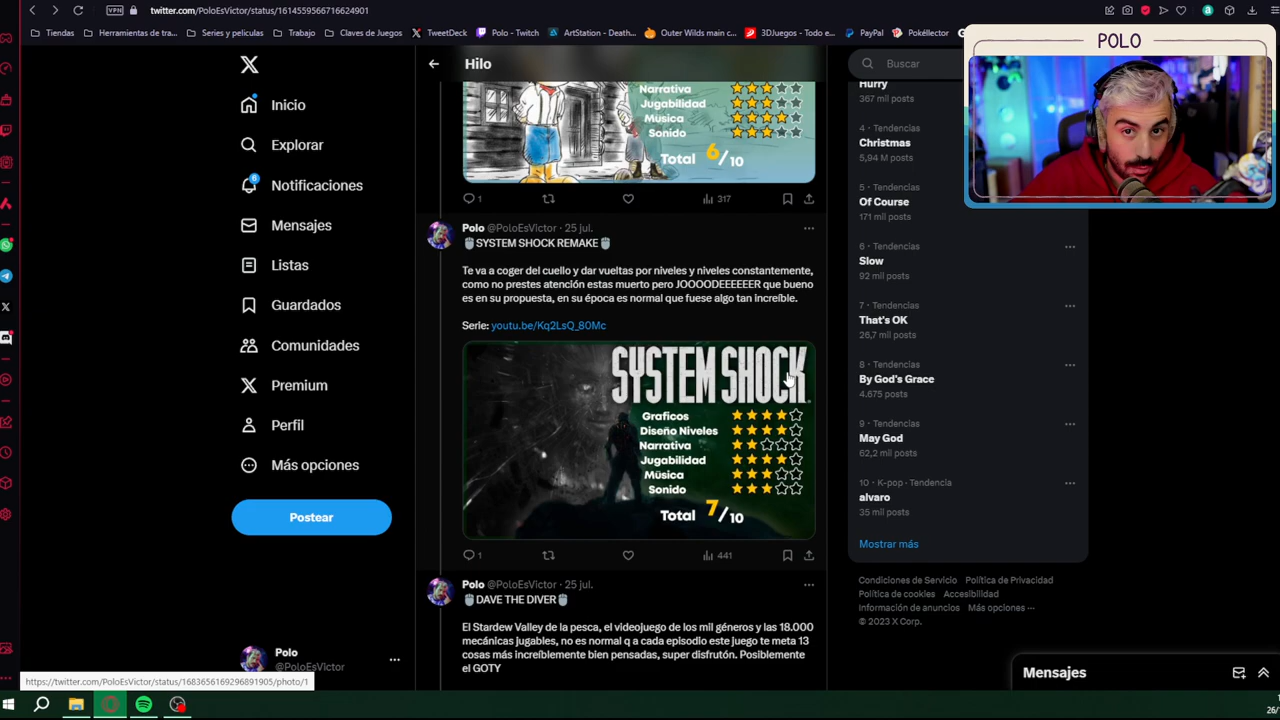 twitter.com/PoloEsVictor/status/1614559566716624901
VPN
Tiendas
Herramientas de tra...
Series y peliculas
Trabajo
Claves de Juegos
TweetDeck
Polo - Twitch
ArtStation - Death...
Outer Wilds main c...
3DJuegos - Todo e...
PayPal
Pokéllector
POLO
Inicio
Explorar
6
Notificaciones
Mensajes
Listas
Guardados
Comunidades
Premium
Perfil
Más opciones
Postear
Polo
@PoloEsVictor
Hilo
Narrativa
Jugabilidad
Música
Sonido
Total 6/10
1
317
Polo @PoloEsVictor · 25 jul.
SYSTEM SHOCK REMAKE
Te va a coger del cuello y dar vueltas por niveles y niveles constantemente,
como no prestes atención estas muerto pero JOOOODEEEEEER que bueno
es en su propuesta, en su época es normal que fuese algo tan increíble.
Serie: youtu.be/Kq2LsQ_80Mc
SYSTEM SHOCK
Graficos
Diseño Niveles
Narrativa
Jugabilidad
Música
Sonido
Total 7/10
1
441
Polo @PoloEsVictor · 25 jul.
DAVE THE DIVER
El Stardew Valley de la pesca, el videojuego de los mil géneros y las 18.000
mecánicas jugables, no es normal q a cada episodio este juego te meta 13
cosas más increíblemente bien pensadas, super disfrutón. Posiblemente
el GOTY
Buscar
Hurry
367 mil posts
4 · Tendencias
Christmas
5,94 M posts
5 · Tendencias
Of Course
171 mil posts
6 · Tendencias
Slow
92 mil posts
7 · Tendencias
That's OK
26,7 mil posts
8 · Tendencias
By God's Grace
4.675 posts
9 · Tendencias
May God
62,2 mil posts
10 · K-pop · Tendencia
alvaro
35 mil posts
Mostrar más
Condiciones de Servicio Política de Privacidad
Política de cookies Accesibilidad
Información de anuncios Más opciones ···
© 2023 X Corp.
Mensajes
https://twitter.com/PoloEsVictor/status/1683656169296891905/photo/1